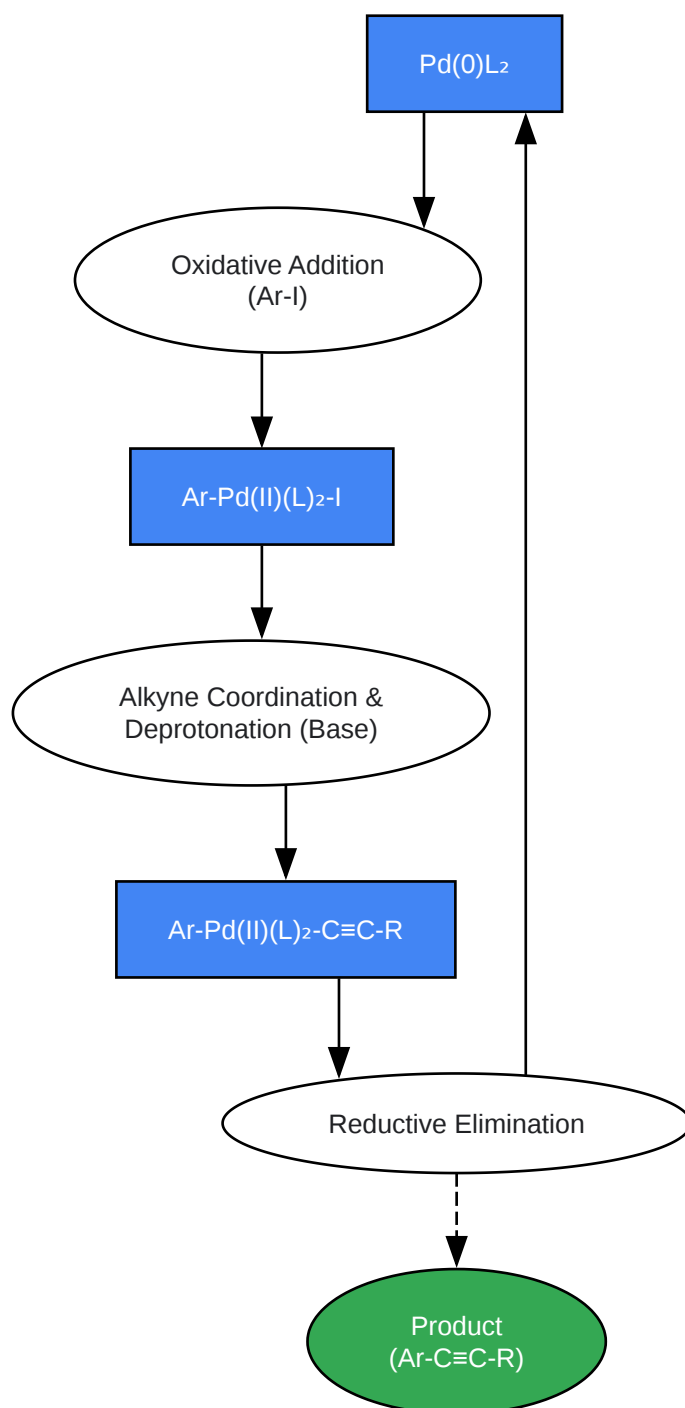 Pd(0)L₂
Oxidative Addition
(Ar-I)
Ar-Pd(II)(L)₂-I
Alkyne Coordination &
Deprotonation (Base)
Ar-Pd(II)(L)₂-C≡C-R
Reductive Elimination
Product
(Ar-C≡C-R)